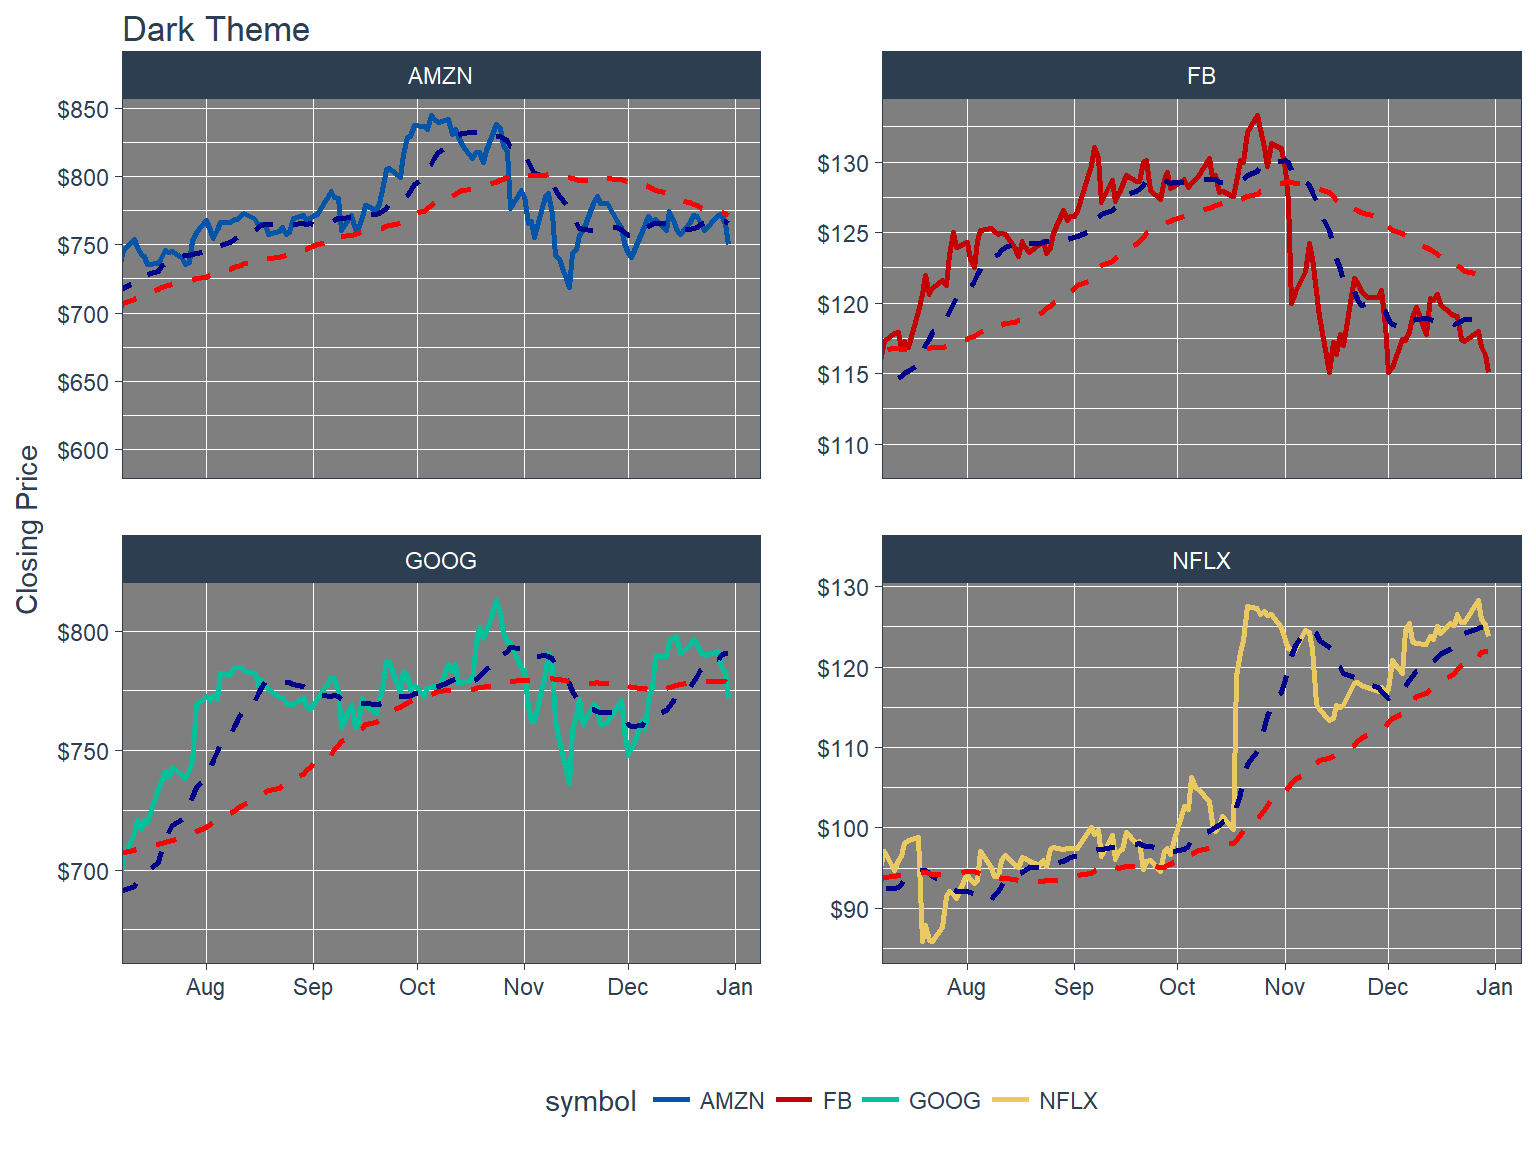 Dark Theme
AMZN
FB
$850
$800
$750
$700
$650
$600
$130
$125
$120
$115
$110
Closing Price
GOOG
NFLX
$800
$750
$700
$130
$120
$110
$100
$90
Aug Sep Oct Nov Dec Jan
Aug Sep Oct Nov Dec Jan
symbol AMZN FB GOOG NFLX